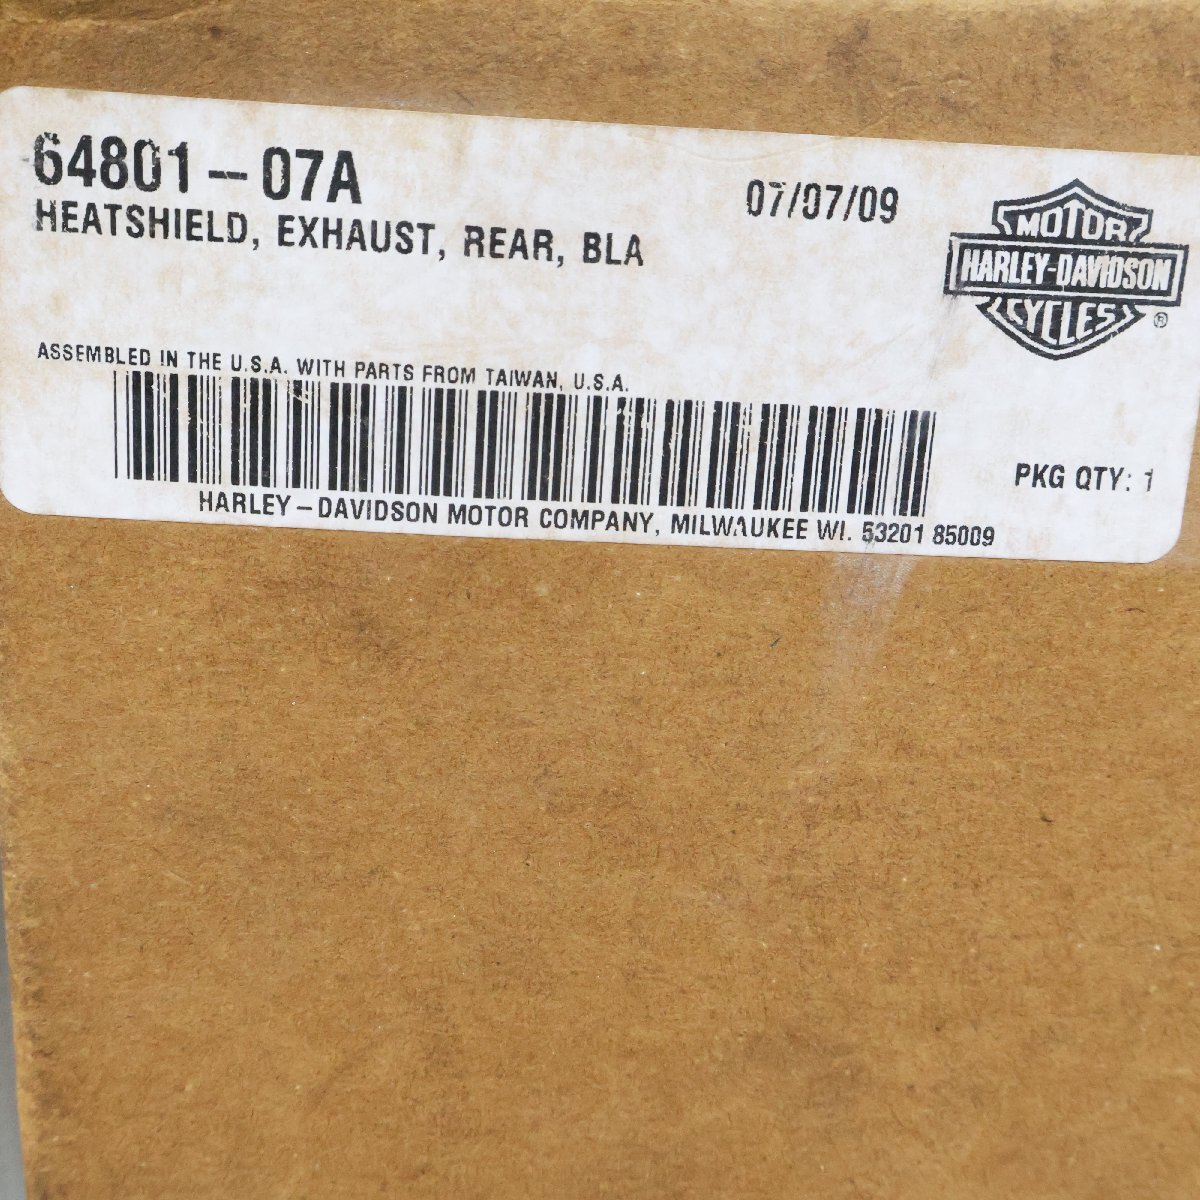 64801-07A
HEATSHIELD, EXHAUST, REAR, BLA
07/07/09
MOTOR
HARLEY-DAVIDSON
CYCLES
®
ASSEMBLED IN THE U.S.A. WITH PARTS FROM TAIWAN, U.S.A.
PKG QTY: 1
HARLEY-DAVIDSON MOTOR COMPANY, MILWAUKEE WI. 53201 85009